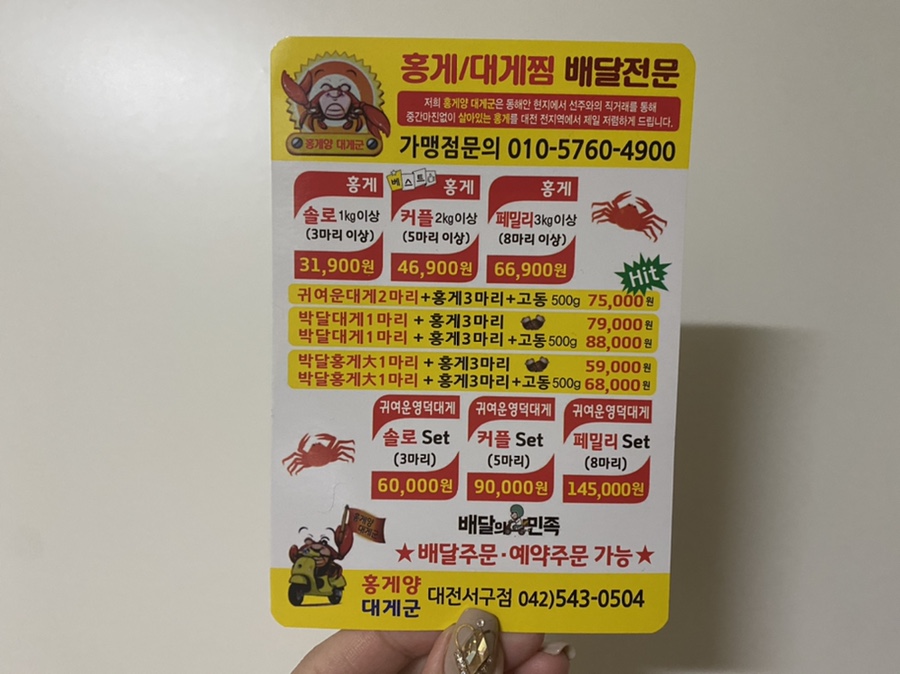 홍게/대게찜 배달전문
저희 홍게양 대게군은 동해안 현지에서 선주와의 직거래를 통해
중간마진없이 살아있는 홍게를 대전 전지역에서 제일 저렴하게 드립니다.
홍게양 대게군
가맹점문의 010-5760-4900
홍게
솔로 1kg이상
(3마리 이상)
31,900원
베스트
홍게
커플 2kg이상
(5마리 이상)
46,900원
홍게
페밀리 3kg이상
(8마리 이상)
66,900원
Hit
귀여운대게2마리+홍게3마리+고동 500g 75,000원
박달대게1마리 + 홍게3마리 79,000원
박달대게1마리 + 홍게3마리+고동 500g 88,000원
박달홍게大1마리 + 홍게3마리 59,000원
박달홍게大1마리 + 홍게3마리+고동 500g 68,000원
귀여운영덕대게
솔로 Set
(3마리)
60,000원
귀여운영덕대게
커플 Set
(5마리)
90,000원
귀여운영덕대게
페밀리 Set
(8마리)
145,000원
홍게양
대게군
배달의민족
★배달주문·예약주문 가능★
홍게양
대게군
대전서구점 042)543-0504